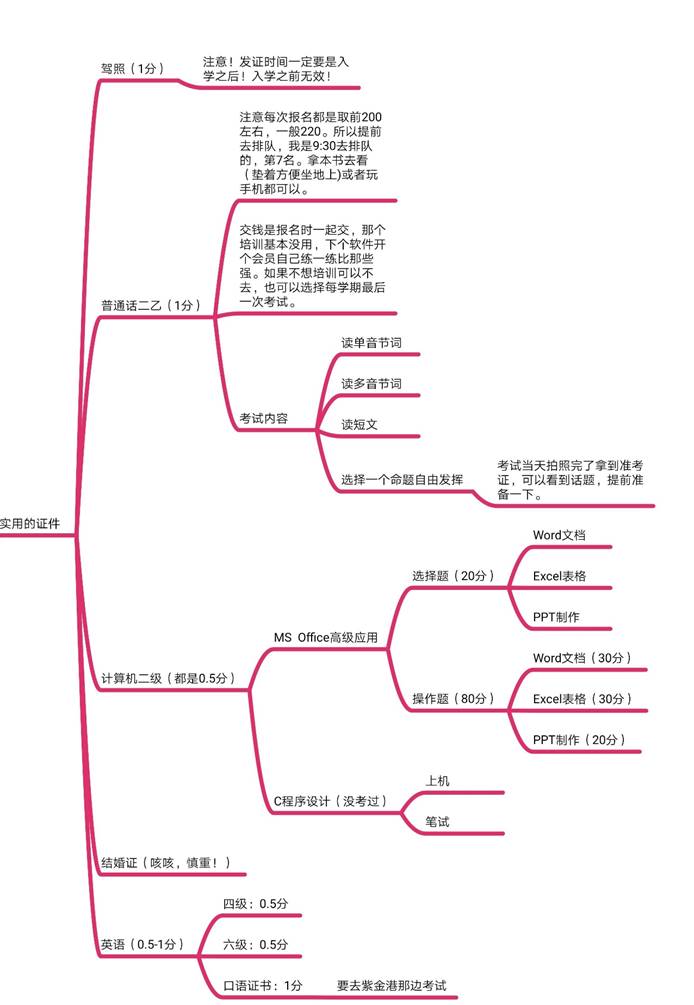 驾照（1分）
注意！发证时间一定要是入
学之后！入学之前无效！
注意每次报名都是取前200
左右，一般220。所以提前
去排队，我是9:30去排队
的，第7名。拿本书去看
（垫着方便坐地上)或者玩
手机都可以。
交钱是报名时一起交，那个
培训基本没用，下个软件开
个会员自己练一练比那些
强。如果不想培训可以不
去，也可以选择每学期最后
一次考试。
普通话二乙（1分）
考试内容
读单音节词
读多音节词
读短文
选择一个命题自由发挥
考试当天拍照完了拿到准考
证，可以看到话题，提前准
备一下。
实用的证件
计算机二级（都是0.5分）
MS Office高级应用
选择题（20分）
Word文档
Excel表格
PPT制作
操作题（80分）
Word文档（30分）
Excel表格（30分）
PPT制作（20分）
C程序设计（没考过）
上机
笔试
结婚证（咳咳，慎重！）
英语（0.5-1分）
四级：0.5分
六级：0.5分
口语证书：1分
要去紫金港那边考试